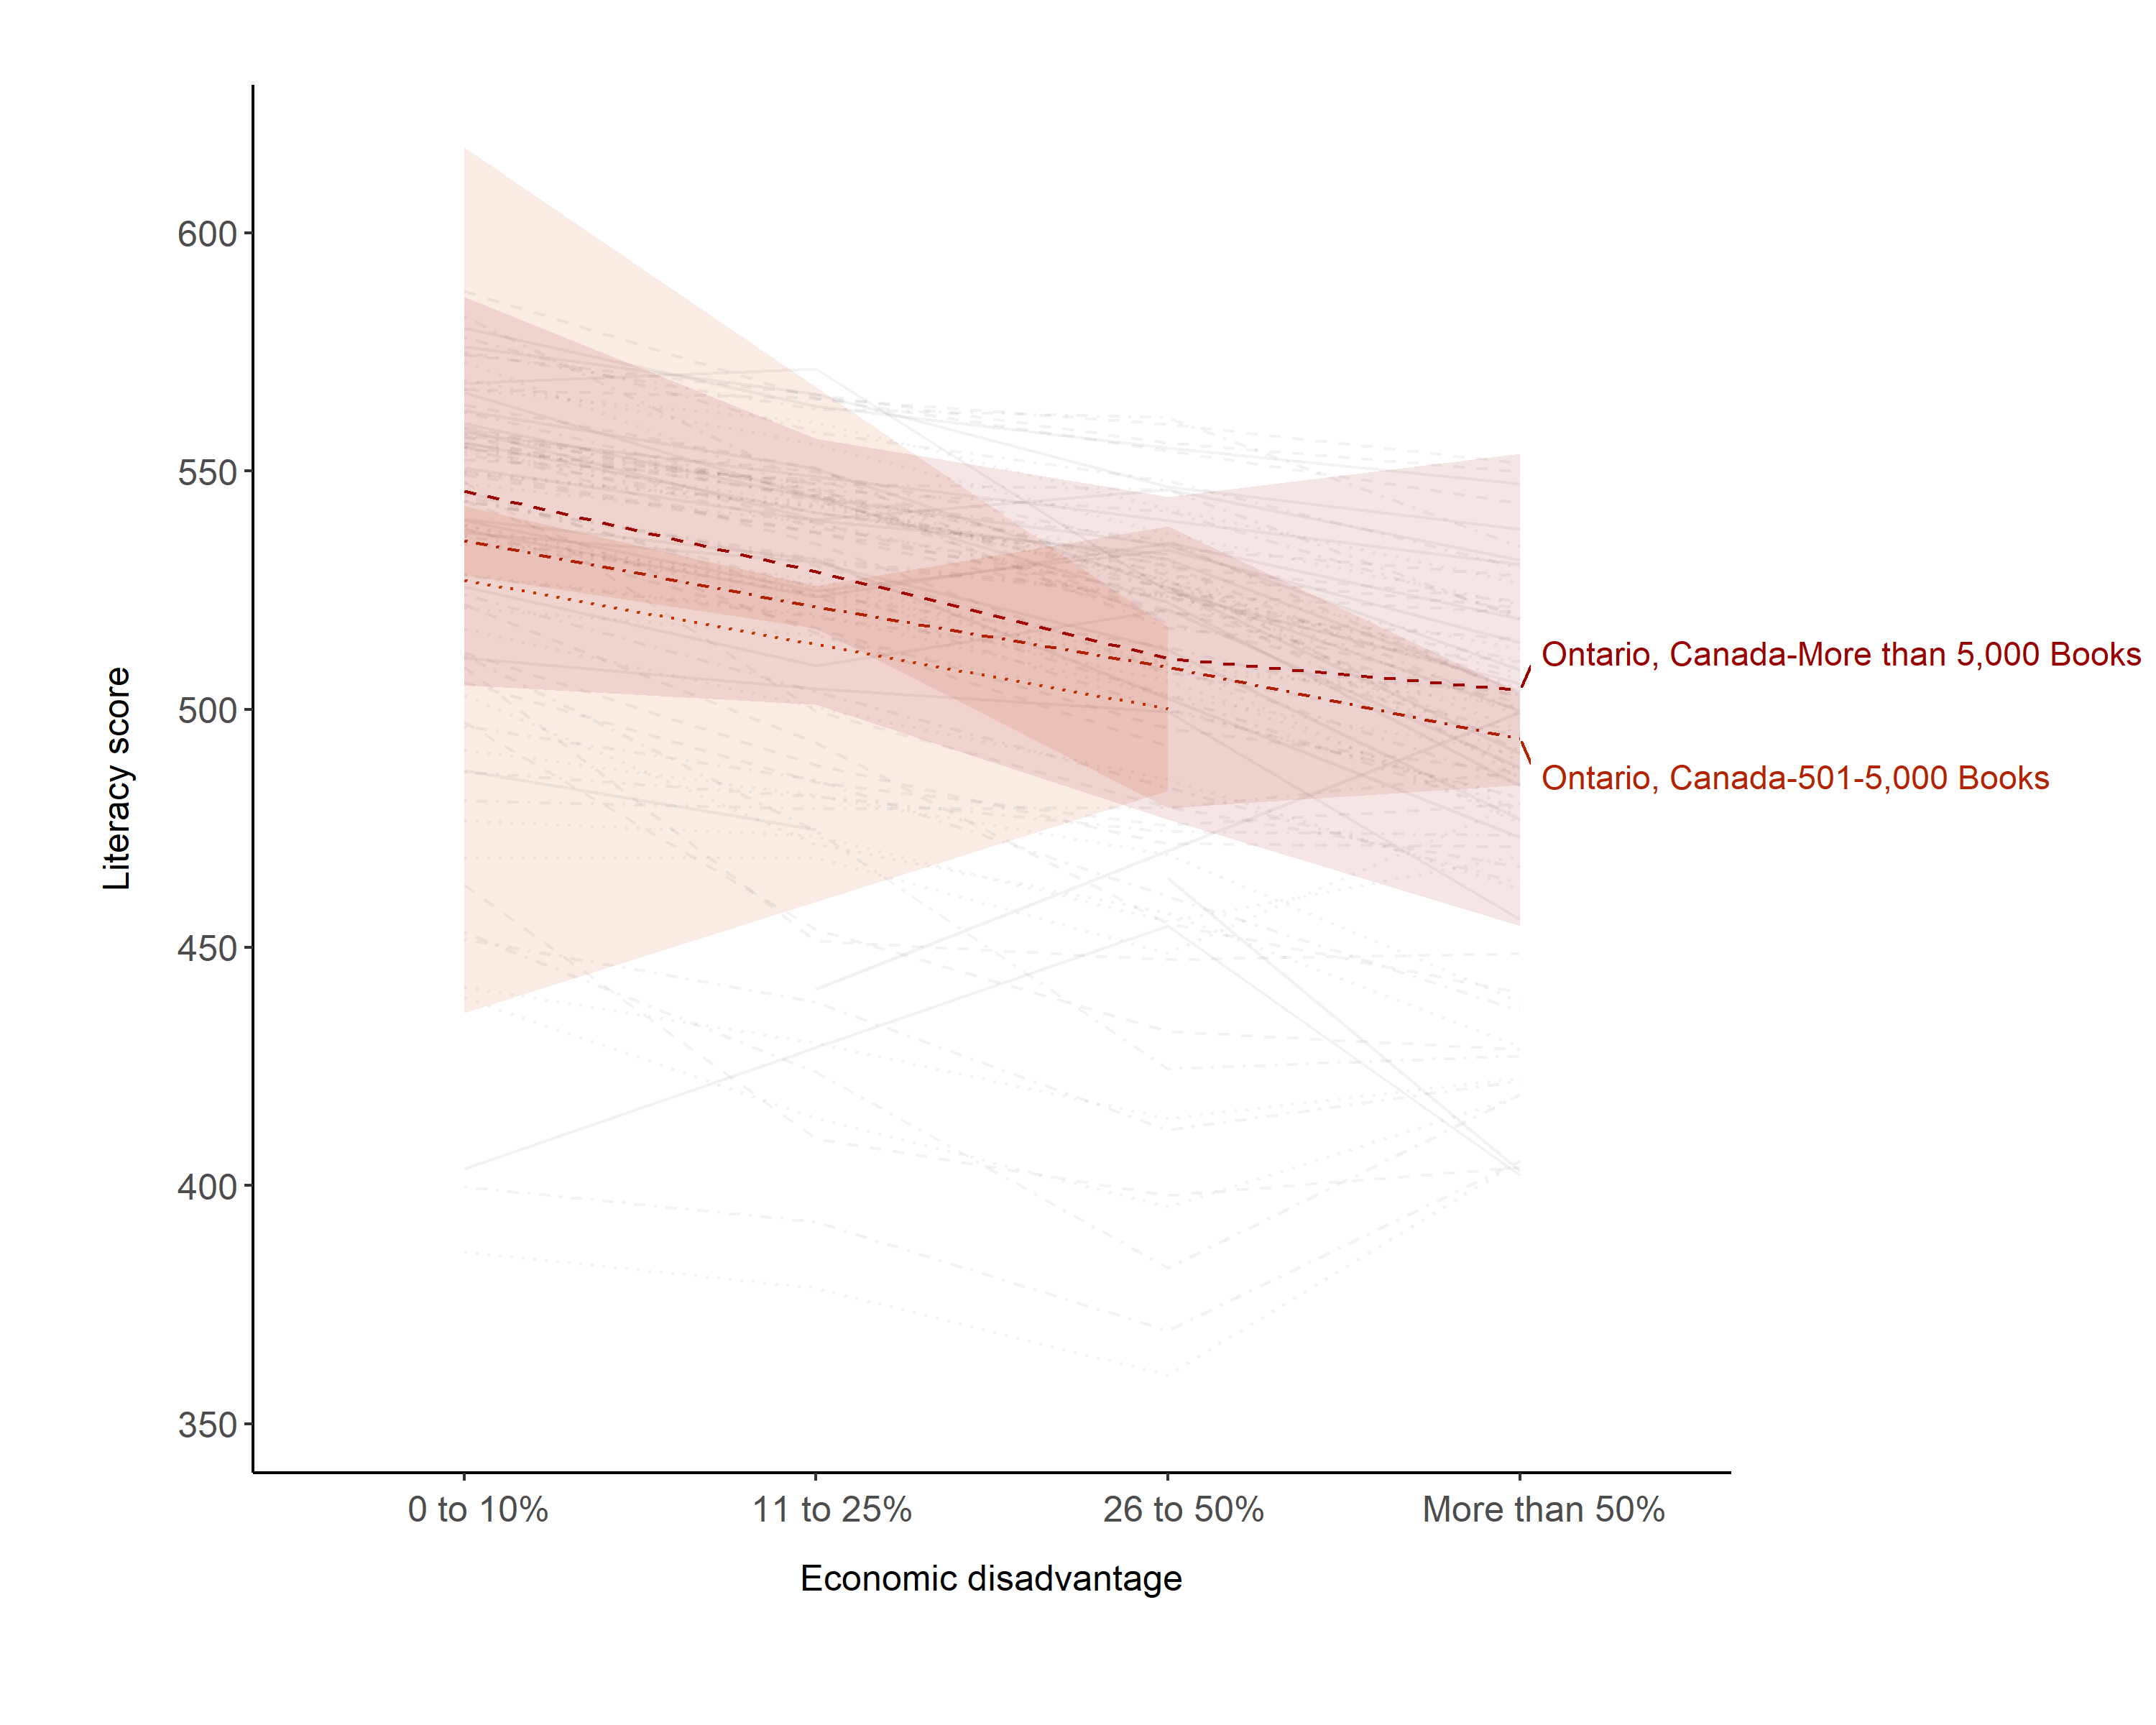 600
550
500
450
400
350
Literacy score
Ontario, Canada-More than 5,000 Books
Ontario, Canada-501-5,000 Books
0 to 10%
11 to 25%
26 to 50%
More than 50%
Economic disadvantage